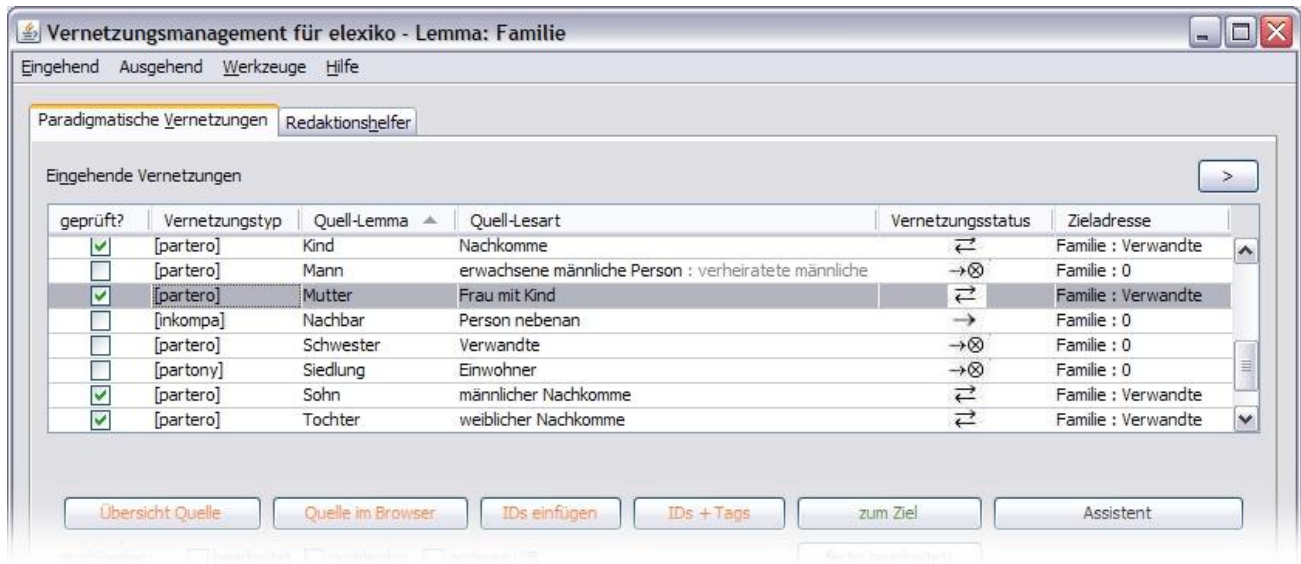 Vernetzungsmanagement für elexiko - Lemma: Familie
Eingehend Ausgehend Werkzeuge Hilfe
Paradigmatische Vernetzungen Redaktionshelfer
Eingehende Vernetzungen >
geprüft? Vernetzungstyp Quell-Lemma Quell-Lesart Vernetzungsstatus Zieladresse
[partero] Kind Nachkomme ⇄ Familie : Verwandte
[partero] Mann erwachsene männliche Person : verheiratete männliche →⊗ Familie : 0
[partero] Mutter Frau mit Kind ⇄ Familie : Verwandte
[inkompa] Nachbar Person nebenan → Familie : 0
[partero] Schwester Verwandte →⊗ Familie : 0
[partony] Siedlung Einwohner →⊗ Familie : 0
[partero] Sohn männlicher Nachkomme ⇄ Familie : Verwandte
[partero] Tochter weiblicher Nachkomme ⇄ Familie : Verwandte
Übersicht Quelle Quelle im Browser IDs einfügen IDs + Tags zum Ziel Assistent